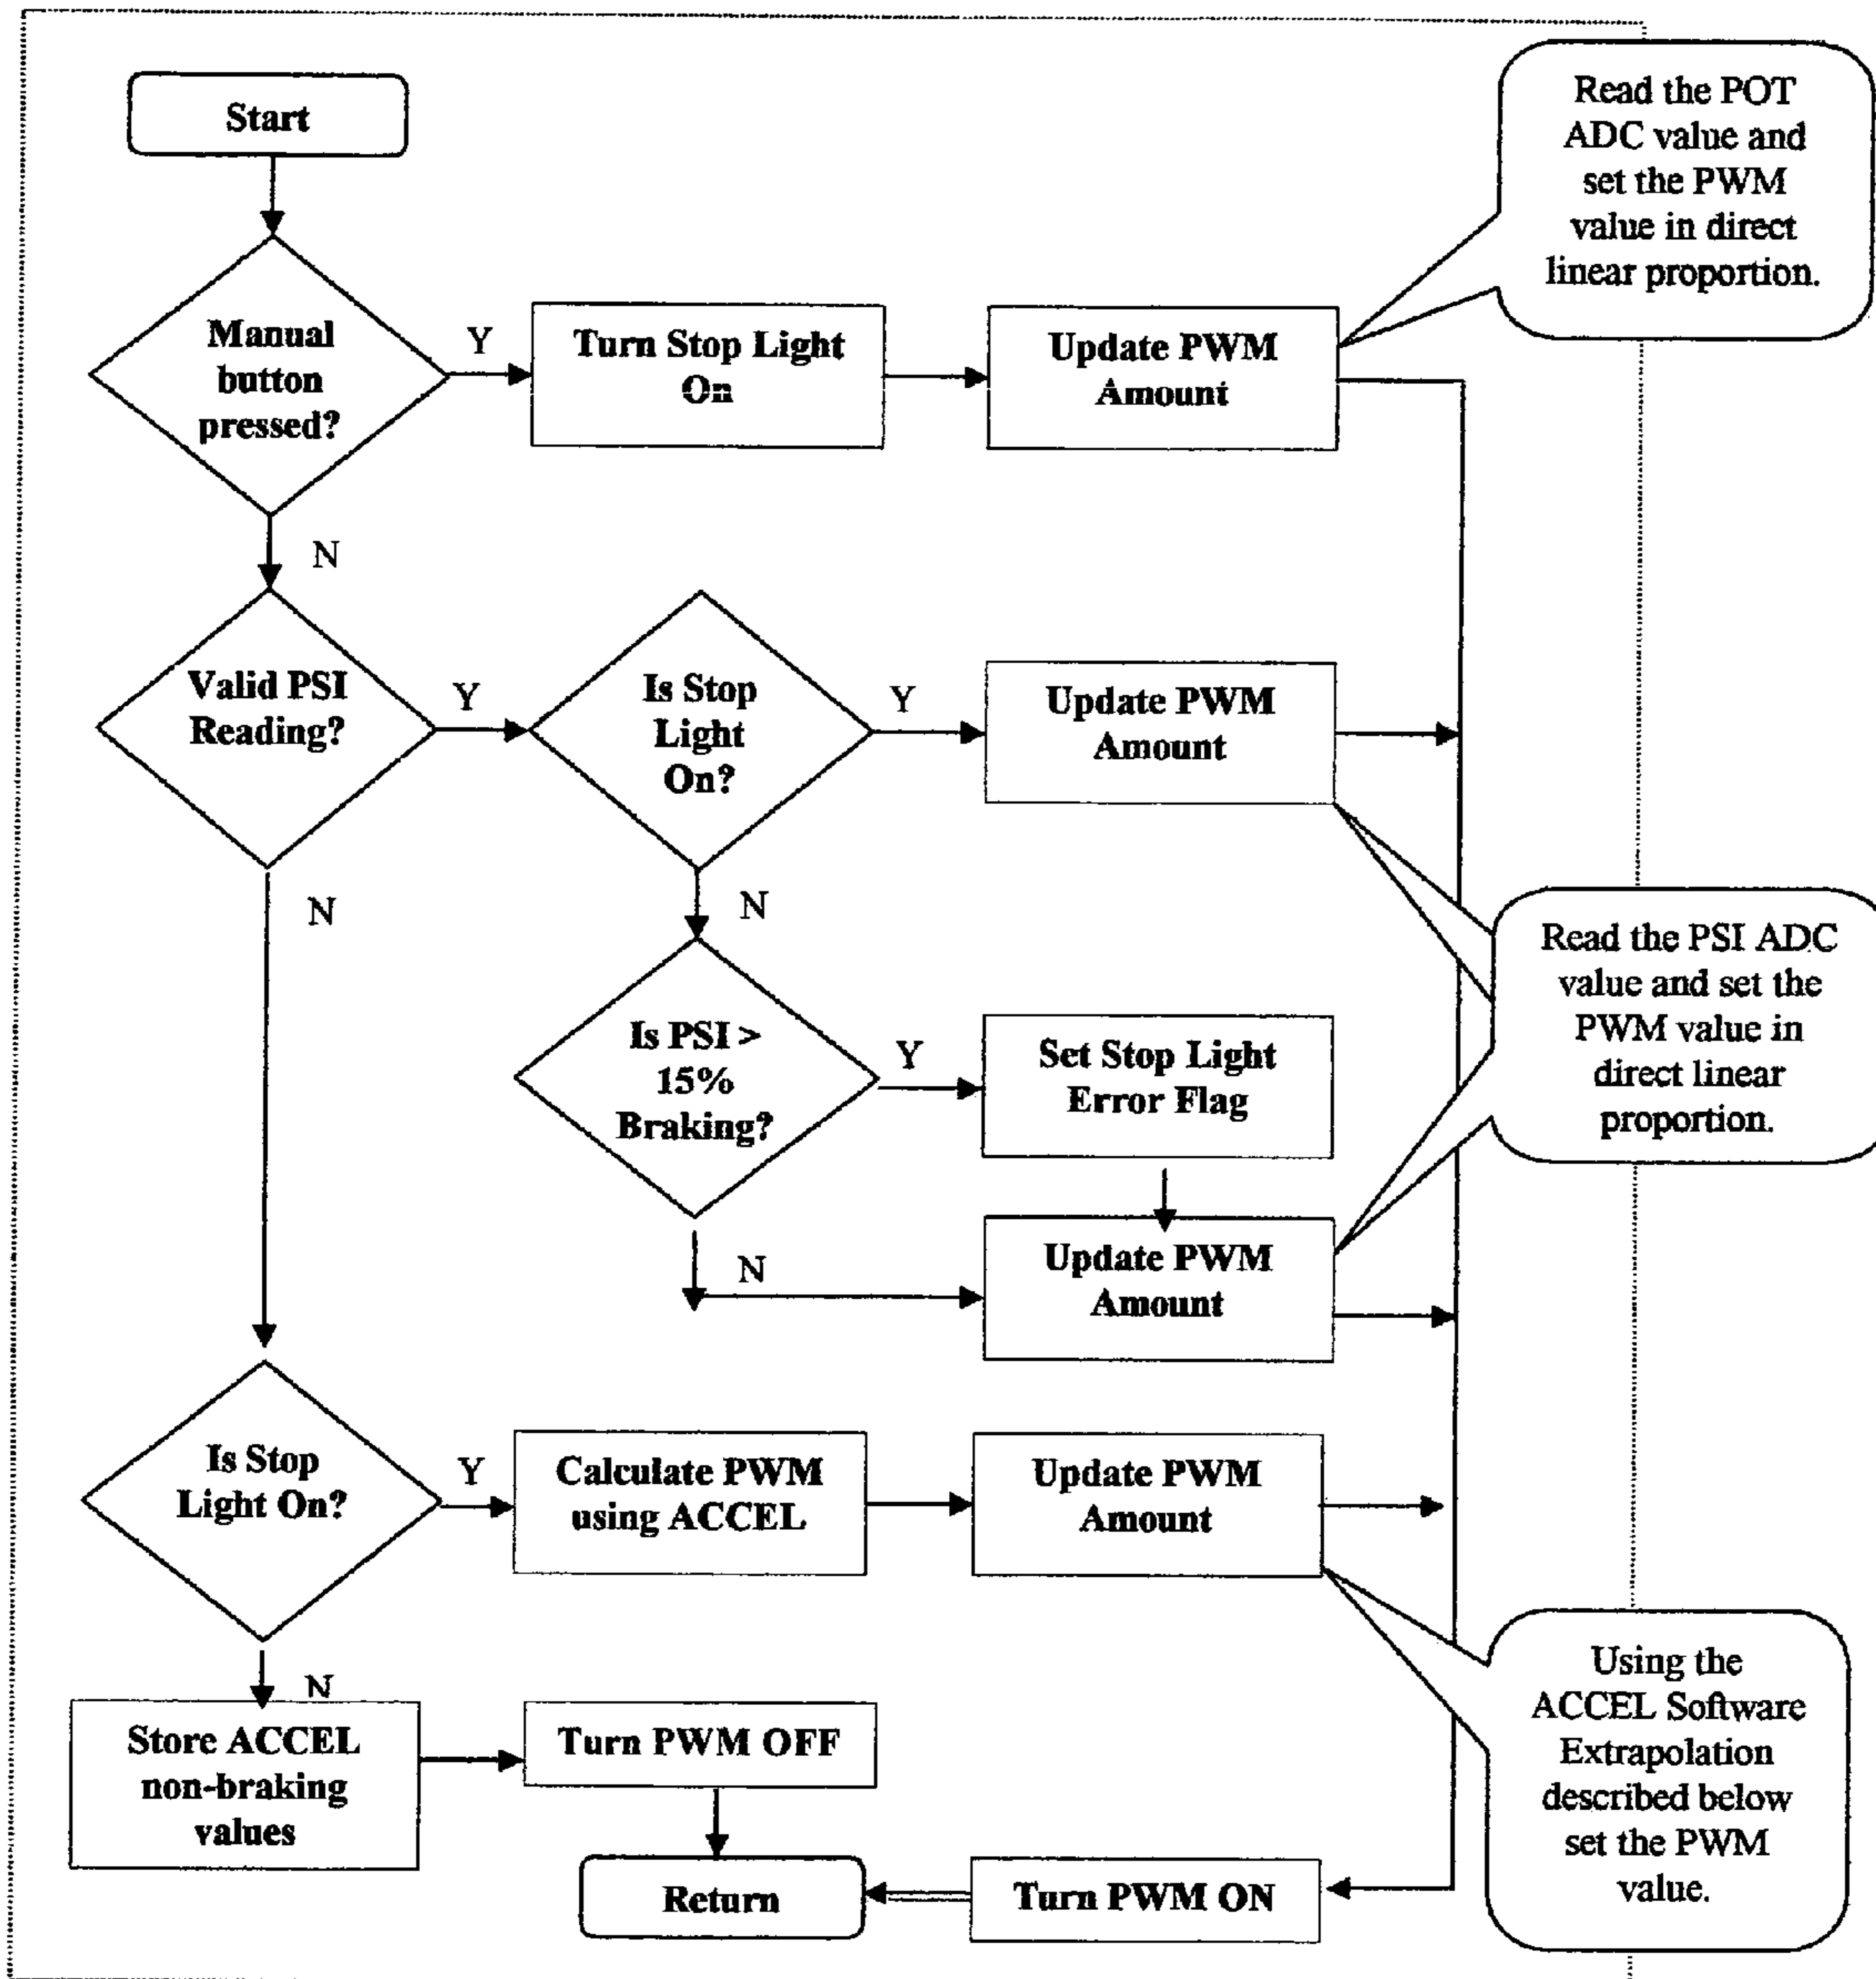 Start
Read the POT
ADC value and
set the PWM
value in direct
linear proportion.
Manual
button
pressed?
Y
Turn Stop Light
On
Update PWM
Amount
N
Valid PSI
Reading?
Y
Is Stop
Light
On?
Y
Update PWM
Amount
N
N
Read the PSI ADC
value and set the
PWM value in
direct linear
proportion.
Is PSI >
15%
Braking?
Y
Set Stop Light
Error Flag
N
Update PWM
Amount
Is Stop
Light On?
Y
Calculate PWM
using ACCEL
Update PWM
Amount
N
Using the
ACCEL Software
Extrapolation
described below
set the PWM
value.
Store ACCEL
non-braking
values
Turn PWM OFF
Return
Turn PWM ON